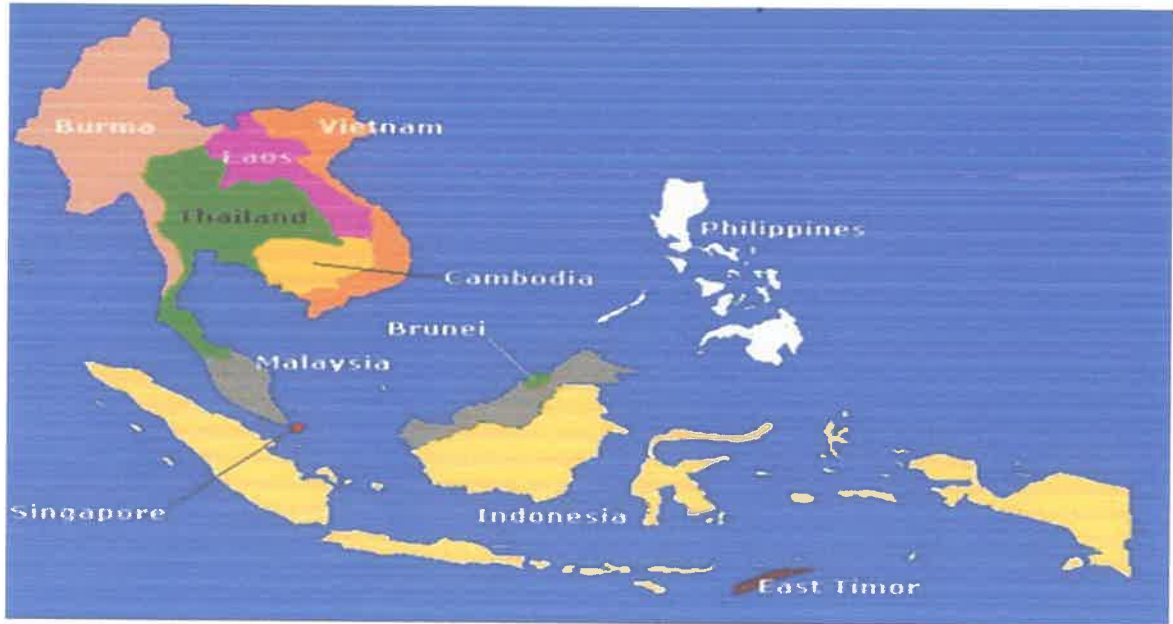 Burma
Vietnam
Laos
Thailand
Philippines
Cambodia
Brunei
Malaysia
Singapore
Indonesia
East Timor